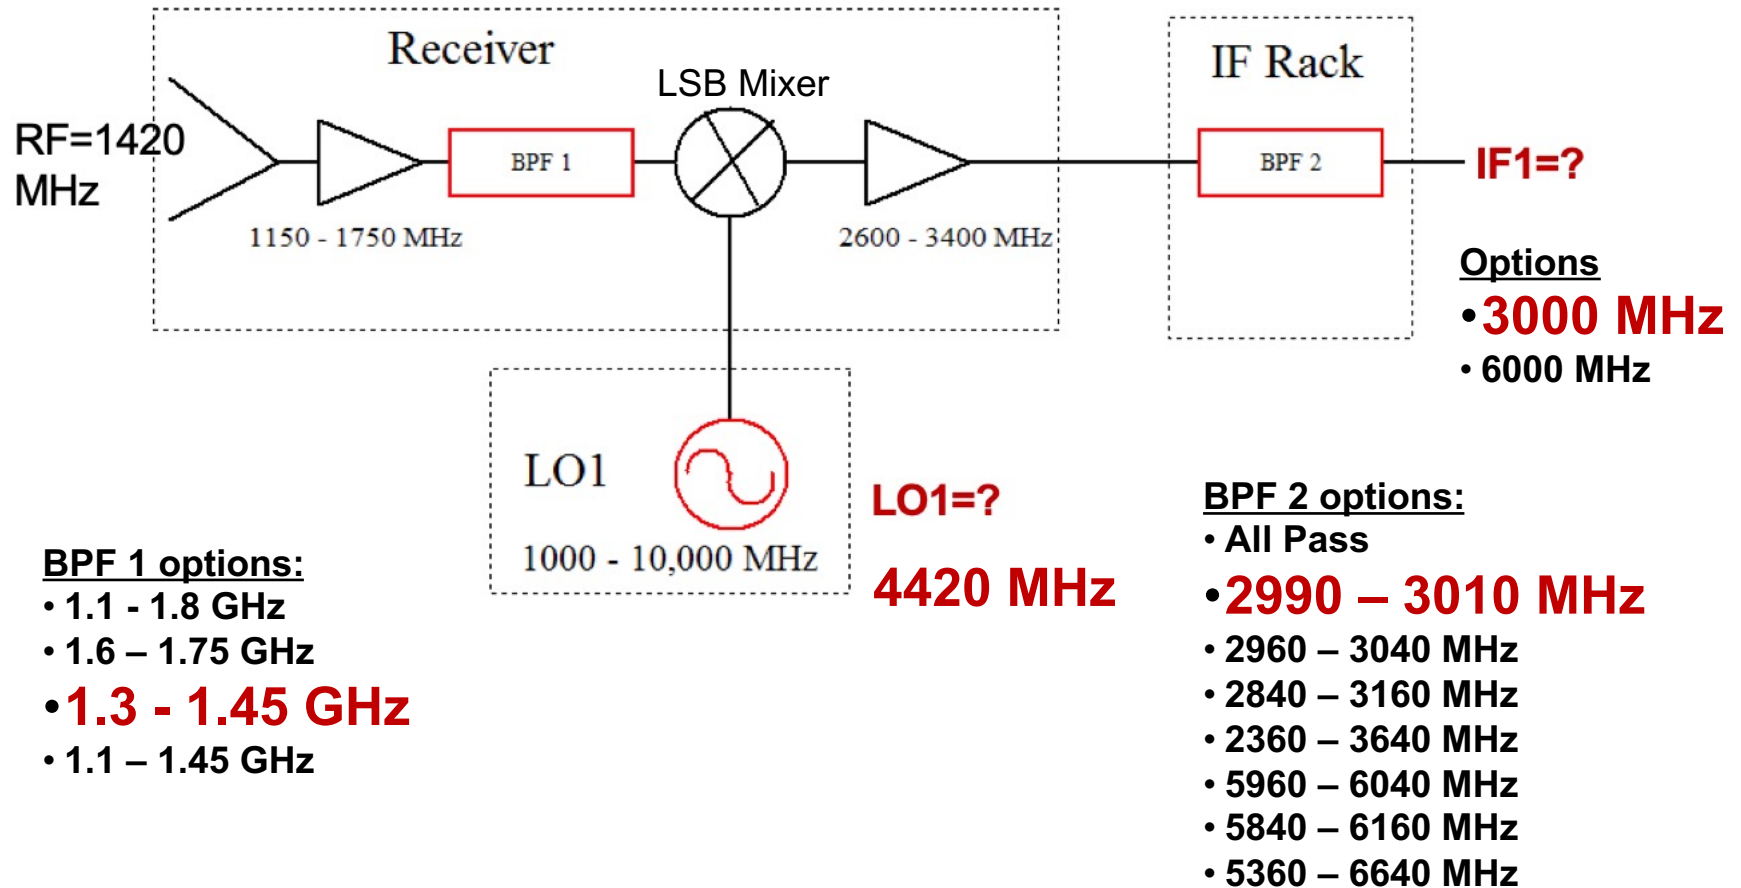 Receiver
IF Rack
LSB Mixer
RF=1420
MHz
BPF 1
BPF 2
IF1=?
1150 - 1750 MHz
2600 - 3400 MHz
Options
•3000 MHz
• 6000 MHz
LO1
LO1=?
1000 - 10,000 MHz
4420 MHz
BPF 1 options:
• 1.1 - 1.8 GHz
• 1.6 – 1.75 GHz
•1.3 - 1.45 GHz
• 1.1 – 1.45 GHz
BPF 2 options:
• All Pass
•2990 – 3010 MHz
• 2960 – 3040 MHz
• 2840 – 3160 MHz
• 2360 – 3640 MHz
• 5960 – 6040 MHz
• 5840 – 6160 MHz
• 5360 – 6640 MHz